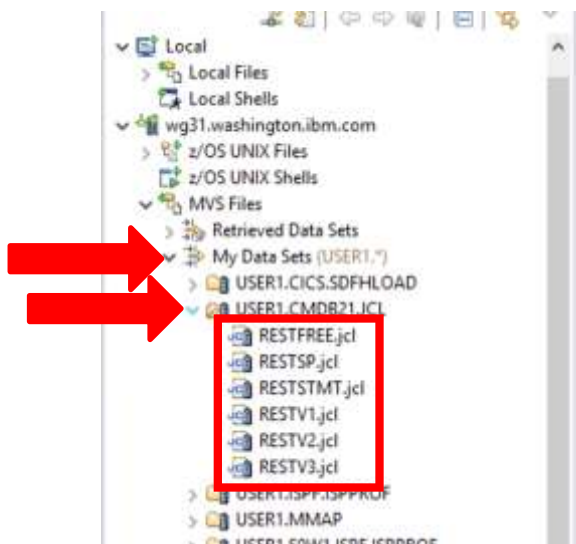 Local
Local Files
Local Shells
wg31.washington.ibm.com
z/OS UNIX Files
z/OS UNIX Shells
MVS Files
Retrieved Data Sets
My Data Sets (USER1.*)
USER1.CICS.SDFHLOAD
USER1.CMDB21.JCL
RESTFREE.jcl
RESTSP.jcl
RESTSTMT.jcl
RESTV1.jcl
RESTV2.jcl
RESTV3.jcl
USER1.ISPF.ISPPROF
USER1.MMAP